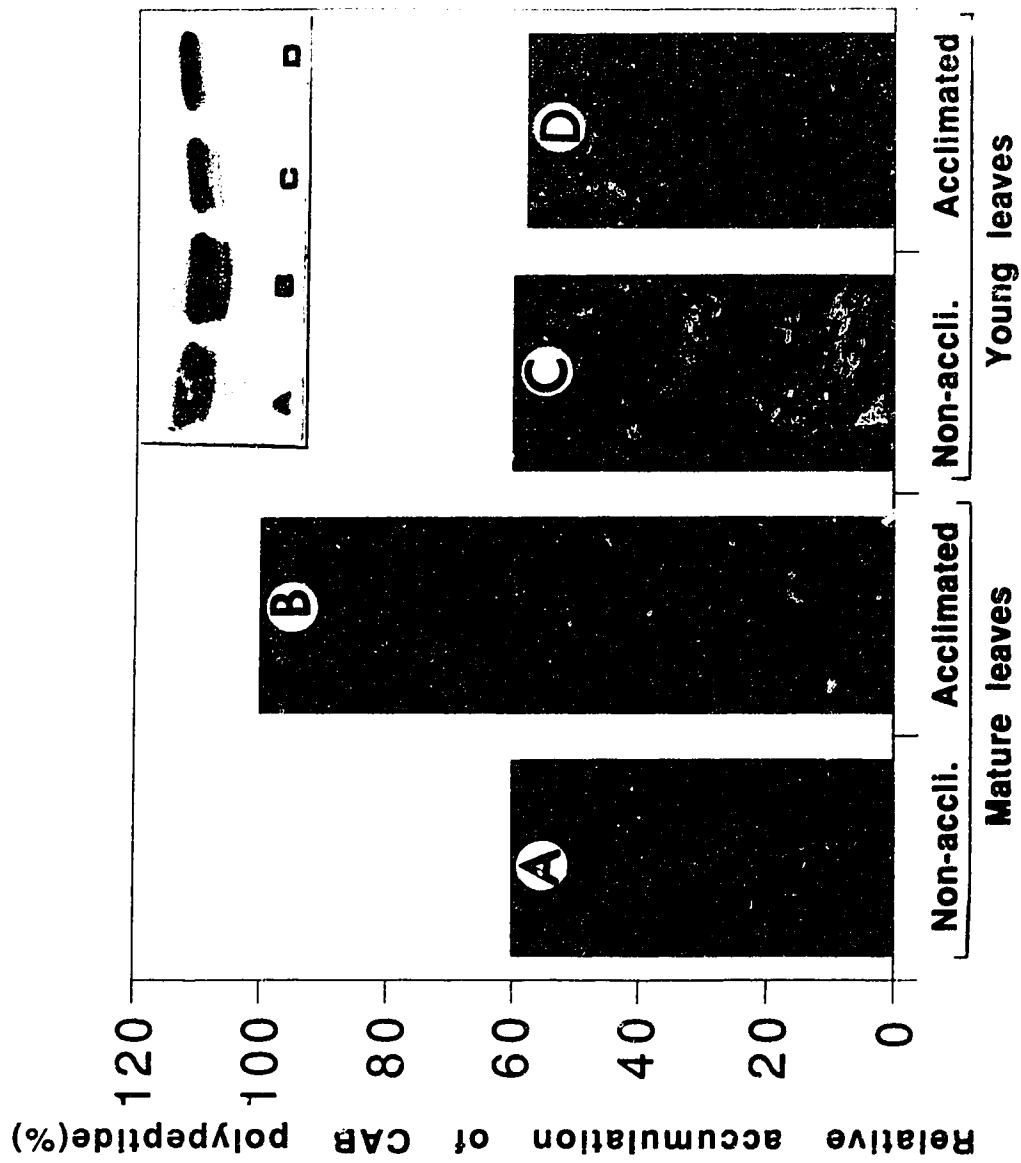 Relative accumulation of CAB polypeptide(%)
120
100
80
60
40
20
0
A
B
C
D
A B C D
Non-accli. Acclimated Non-accli. Acclimated
Mature leaves Young leaves